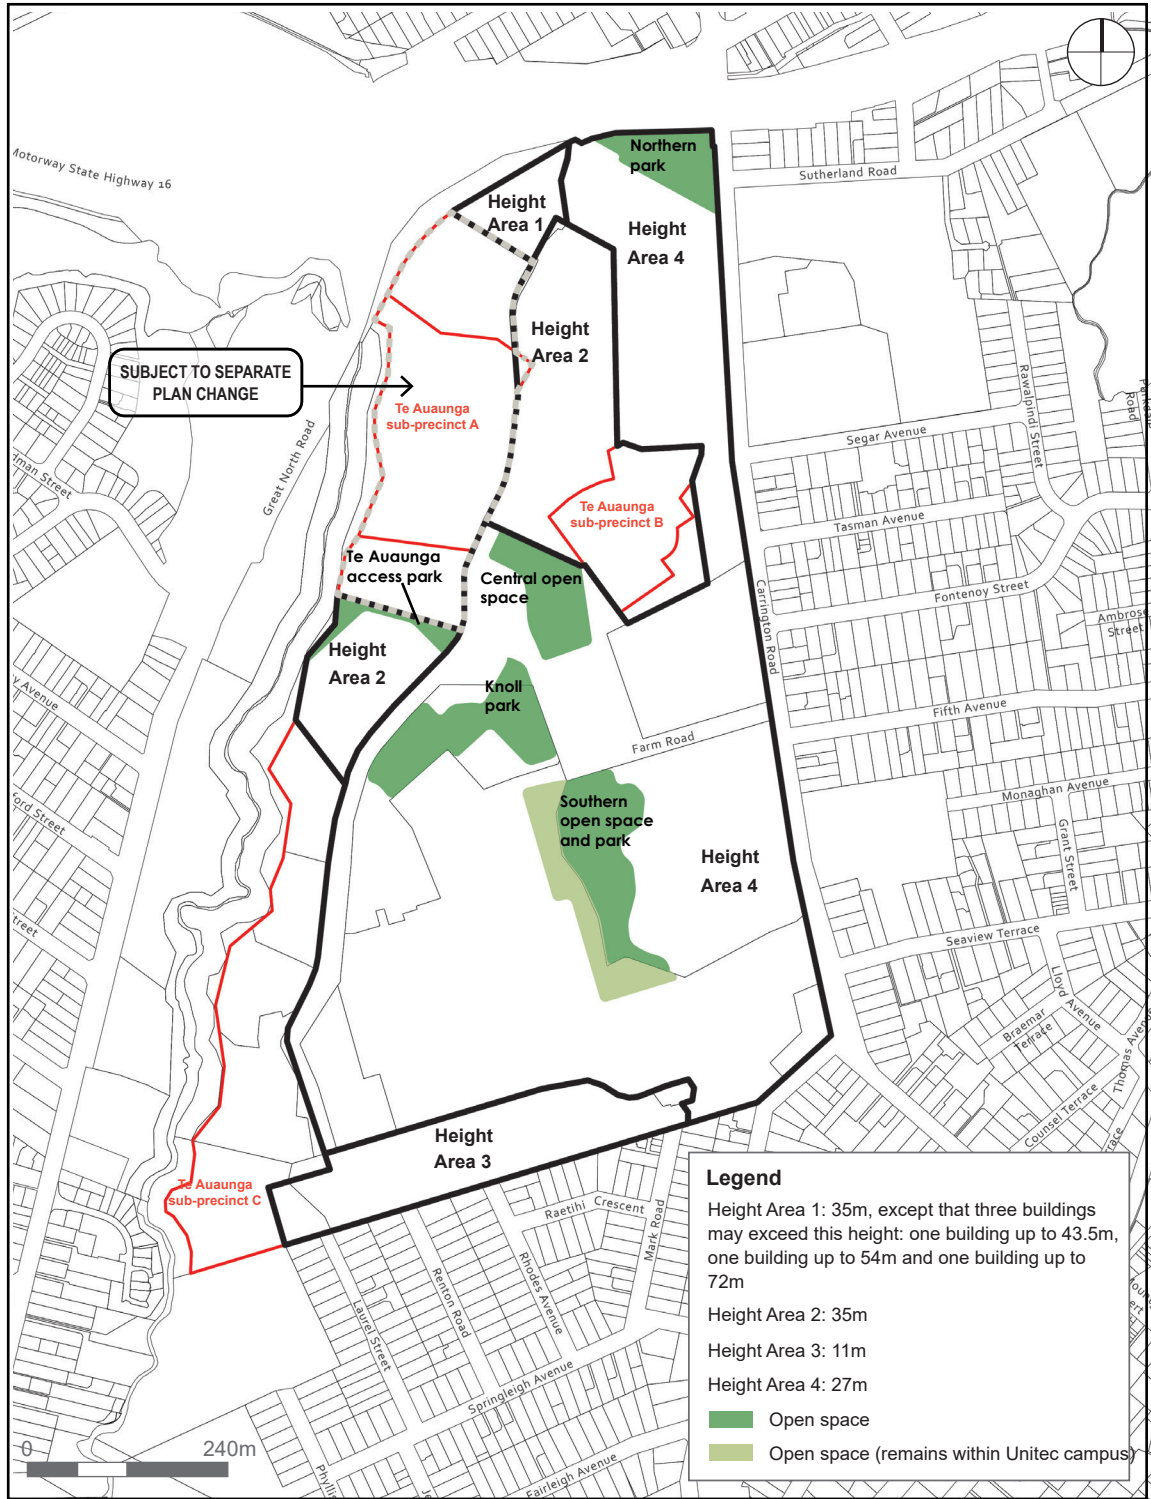 Motorway State Highway 16
Northern
park
Sutherland Road
Height
Area 1
Height
Area 4
Height
Area 2
SUBJECT TO SEPARATE
PLAN CHANGE
Te Auaunga
sub-precinct A
Great North Road
Rawalpindi Street
Road
Segar Avenue
Te Auaunga
sub-precinct B
Tasman Avenue
Te Auaunga
access park
Central open
space
Carrington Road
Fontenoy Street
Ambrose
Street
Height
Area 2
Knoll
park
Farm Road
Fifth Avenue
Monaghan Avenue
Grant Street
Southern
open space
and park
Height
Area 4
Seaview Terrace
Lloyd Avenue
Braemar
Terrace
Thomas Aven
Counsel Terrace
Height
Area 3
Te Auaunga
sub-precinct C
Raetihi Crescent
Mark Road
Rhodes Avenue
Renton Road
Laurel Street
Springleigh Avenue
Fairleigh Avenue
Legend
Height Area 1: 35m, except that three buildings
may exceed this height: one building up to 43.5m,
one building up to 54m and one building up to
72m
Height Area 2: 35m
Height Area 3: 11m
Height Area 4: 27m
Open space
Open space (remains within Unitec campus)
0 240m